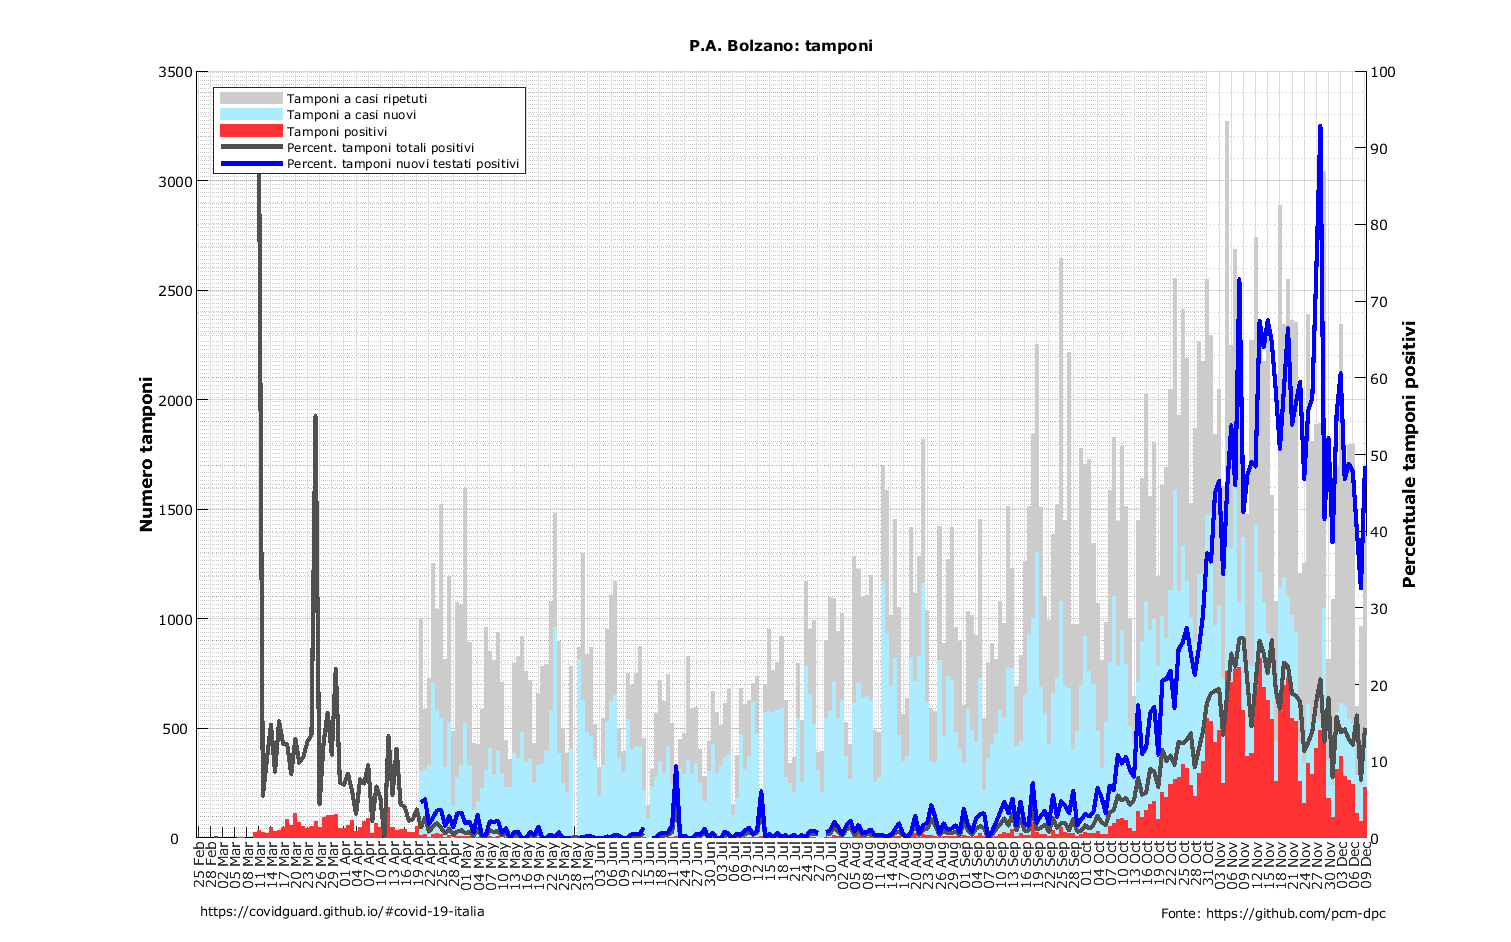 P.A. Bolzano: tamponi
3500
3000
2500
2000
1500
1000
500
0
100
90
80
70
60
50
40
30
20
10
0
Numero tamponi
Percentuale tamponi positivi
Tamponi a casi ripetuti
Tamponi a casi nuovi
Tamponi positivi
Percent. tamponi totali positivi
Percent. tamponi nuovi testati positivi
25 Feb
28 Feb
02 Mar
05 Mar
08 Mar
11 Mar
14 Mar
17 Mar
20 Mar
23 Mar
26 Mar
29 Mar
01 Apr
04 Apr
07 Apr
10 Apr
13 Apr
16 Apr
19 Apr
22 Apr
25 Apr
28 Apr
01 May
04 May
07 May
10 May
13 May
16 May
19 May
22 May
25 May
28 May
31 May
03 Jun
06 Jun
09 Jun
12 Jun
15 Jun
18 Jun
21 Jun
24 Jun
27 Jun
30 Jun
03 Jul
06 Jul
09 Jul
12 Jul
15 Jul
18 Jul
21 Jul
24 Jul
27 Jul
30 Jul
02 Aug
05 Aug
08 Aug
11 Aug
14 Aug
17 Aug
20 Aug
23 Aug
26 Aug
29 Aug
01 Sep
04 Sep
07 Sep
10 Sep
13 Sep
16 Sep
19 Sep
22 Sep
25 Sep
28 Sep
01 Oct
04 Oct
07 Oct
10 Oct
13 Oct
16 Oct
19 Oct
22 Oct
25 Oct
28 Oct
31 Oct
03 Nov
06 Nov
09 Nov
12 Nov
15 Nov
18 Nov
21 Nov
24 Nov
27 Nov
30 Nov
03 Dec
06 Dec
09 Dec
https://covidguard.github.io/#covid-19-italia
Fonte: https://github.com/pcm-dpc